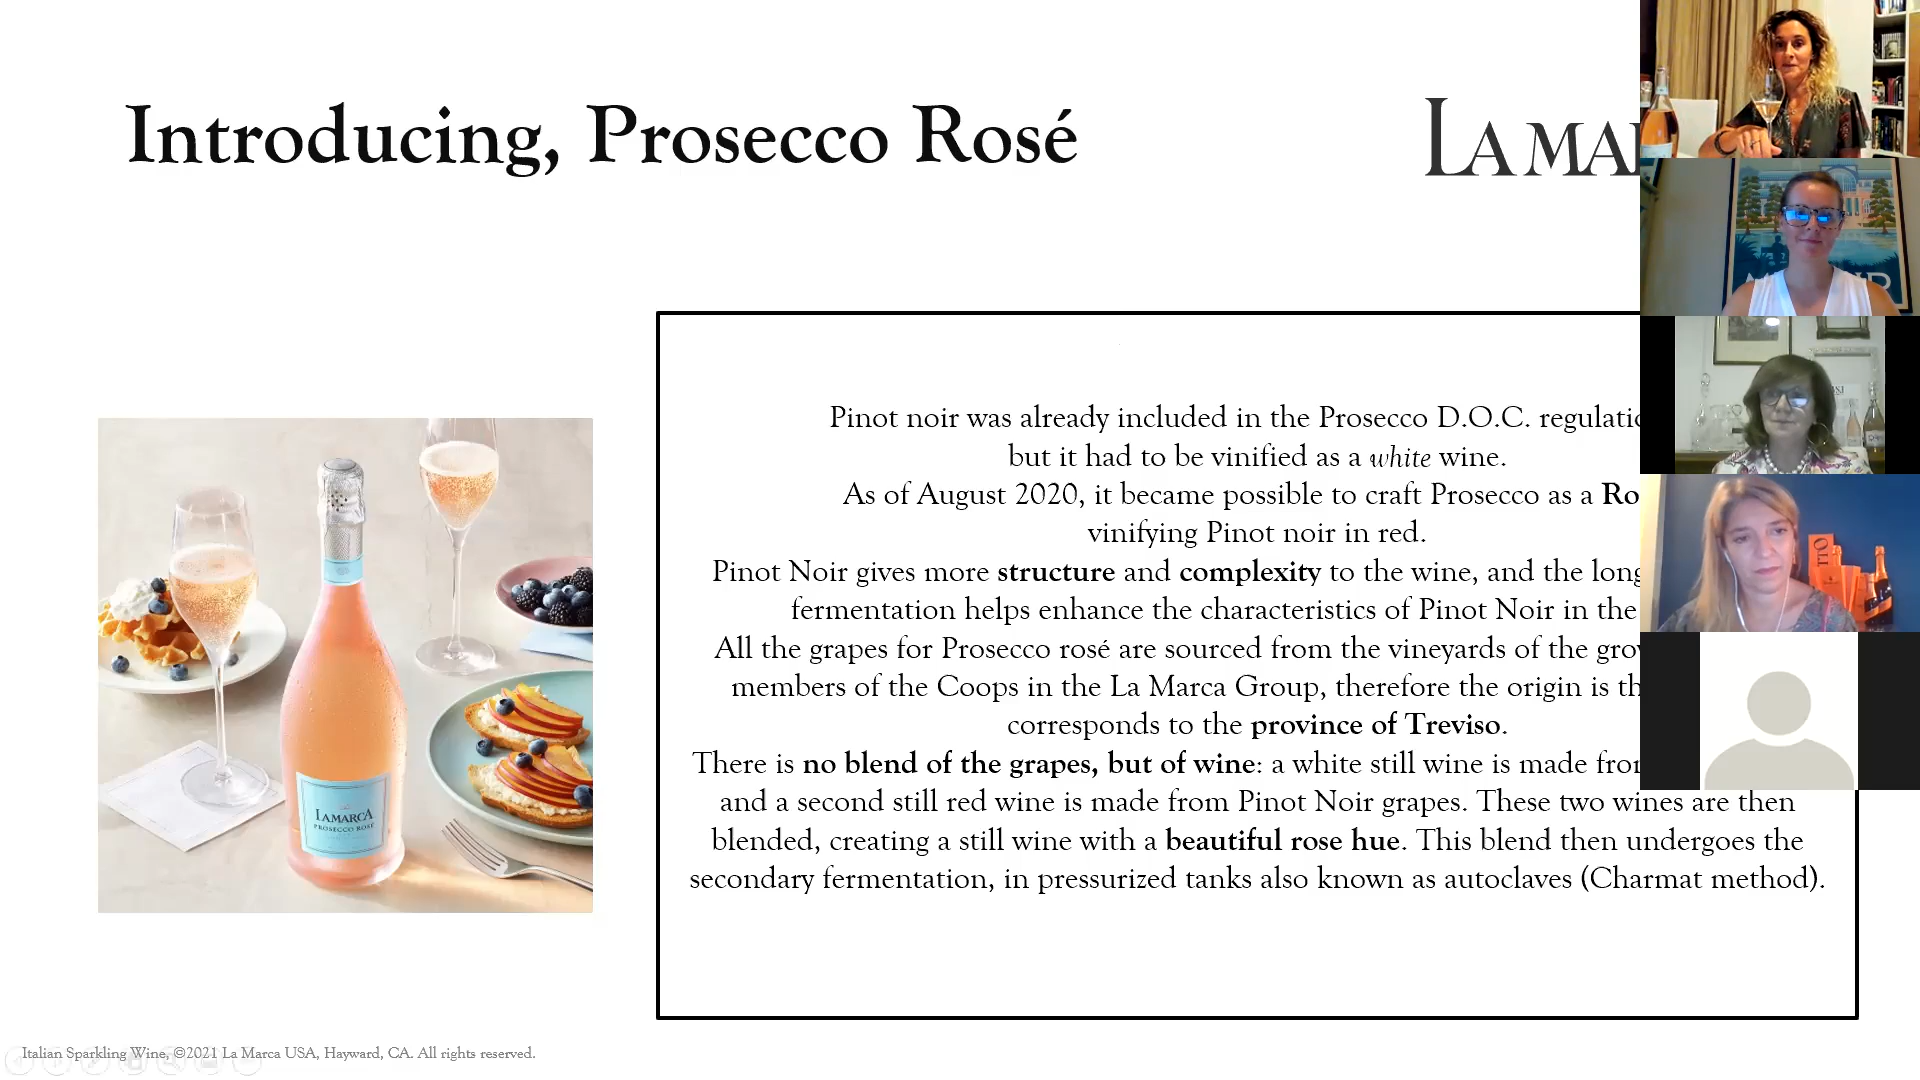 Introducing, Prosecco Rosé
LA MAR
Pinot noir was already included in the Prosecco D.O.C.
but it had to be vinified as a white wine.
As of August 2020, it became possible to craft Prosecco as a
vinifying Pinot noir in red.
Pinot Noir gives more structure and complexity to the wine, and the long
fermentation helps enhance the characteristics of Pinot Noir in the
All the grapes for Prosecco rosé are sourced from the vineyards of the
members of the Coops in the La Marca Group, therefore the origin is
corresponds to the province of Treviso.
There is no blend of the grapes, but of wine: a white still wine is made
and a second still red wine is made from Pinot Noir grapes. These two wines are then
blended, creating a still wine with a beautiful rose hue. This blend then undergoes the
secondary fermentation, in pressurized tanks also known as autoclaves (Charmat method).
LAMARCA
PROSECCO ROSÉ
Italian Sparkling Wine, ©2021 La Marca USA, Hayward, CA. All rights reserved.